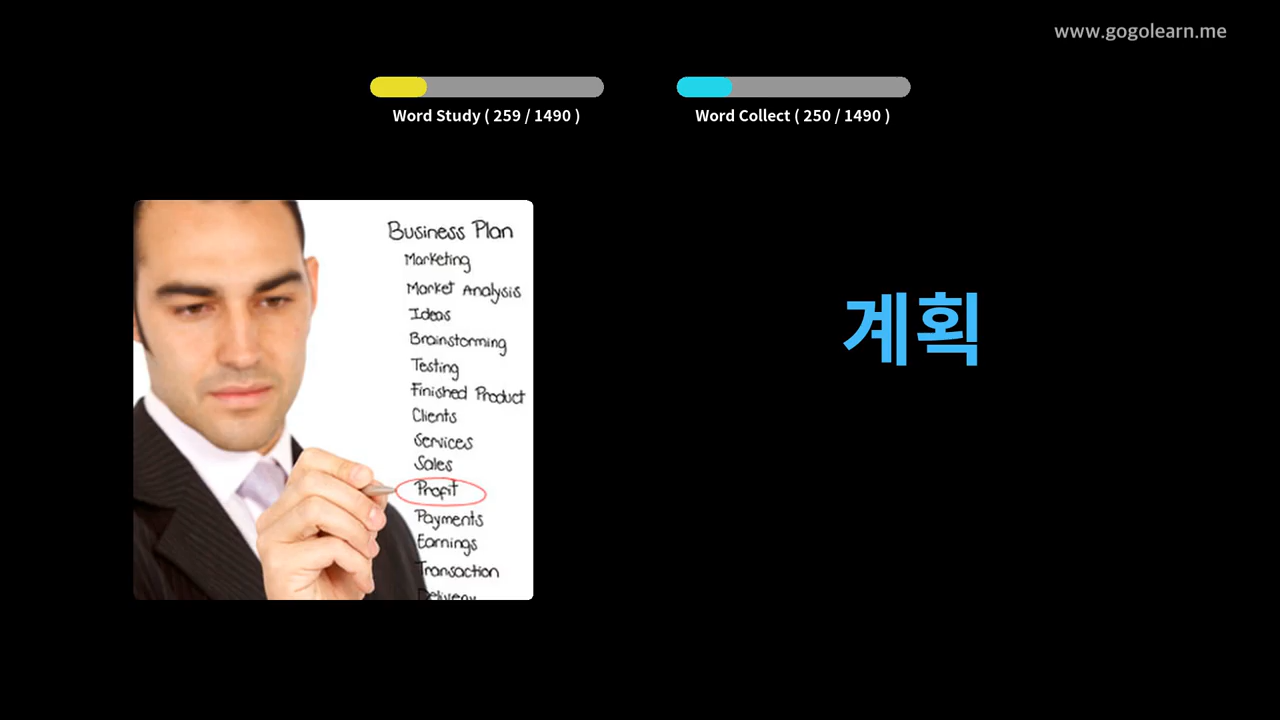 www.gogolearn.me
Word Study ( 259 / 1490 )
Word Collect ( 250 / 1490 )
Business Plan
Marketing
Market Analysis
Ideas
Brainstorming
Testing
Finished Product
Clients
Services
Sales
Profit
Payments
Earnings
Transaction
Delivery
계획